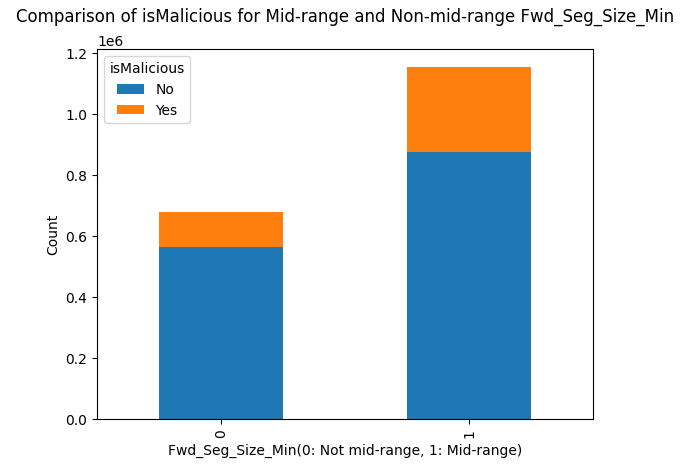 Comparison of isMalicious for Mid-range and Non-mid-range Fwd_Seg_Size_Min
1e6
1.2
1.0
0.8
0.6
0.4
0.2
0.0
Count
isMalicious
No
Yes
0
1
Fwd_Seg_Size_Min(0: Not mid-range, 1: Mid-range)